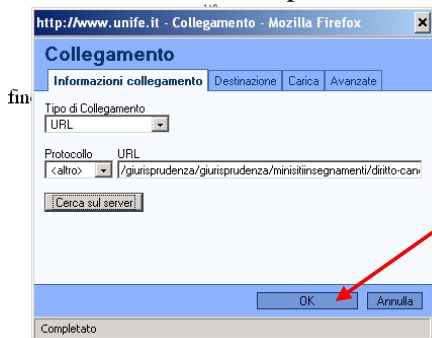 http://www.unife.it - Collegamento - Mozilla Firefox
Collegamento
Informazioni collegamento Destinazione Carica Avanzate
fin
Tipo di Collegamento
URL
Protocollo URL
<altro> /giurisprudenza/giurisprudenza/minisitiinsegnamenti/diritto-can
Cerca sul server
OK Annulla
Completato